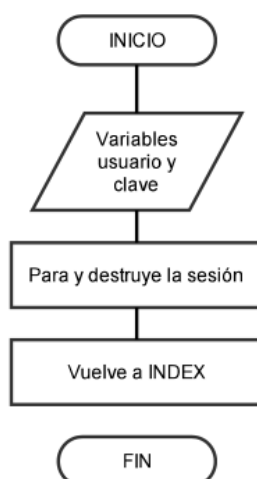 INICIO
Variables
usuario y
clave
Para y destruye la sesión
Vuelve a INDEX
FIN